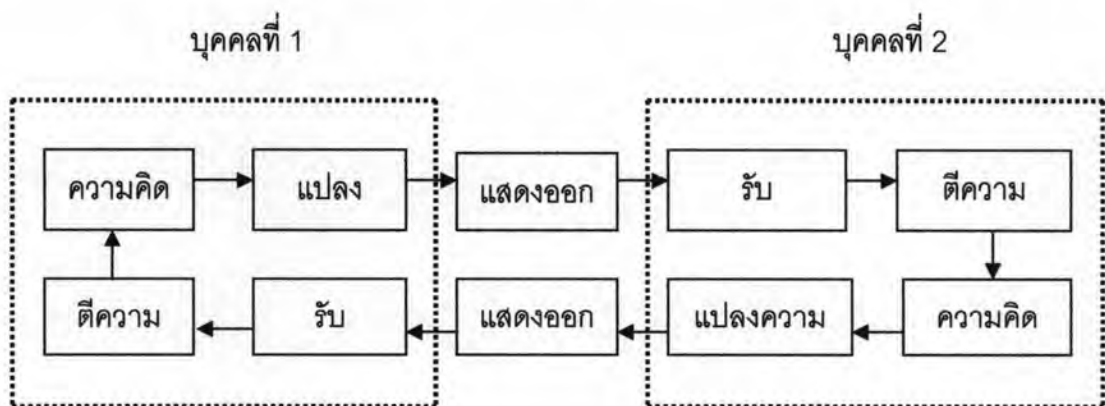 บุคคลที่ 1 บุคคลที่ 2
ความคิด แปลง แสดงออก รับ ตีความ
ตีความ รับ แสดงออก แปลงความ ความคิด